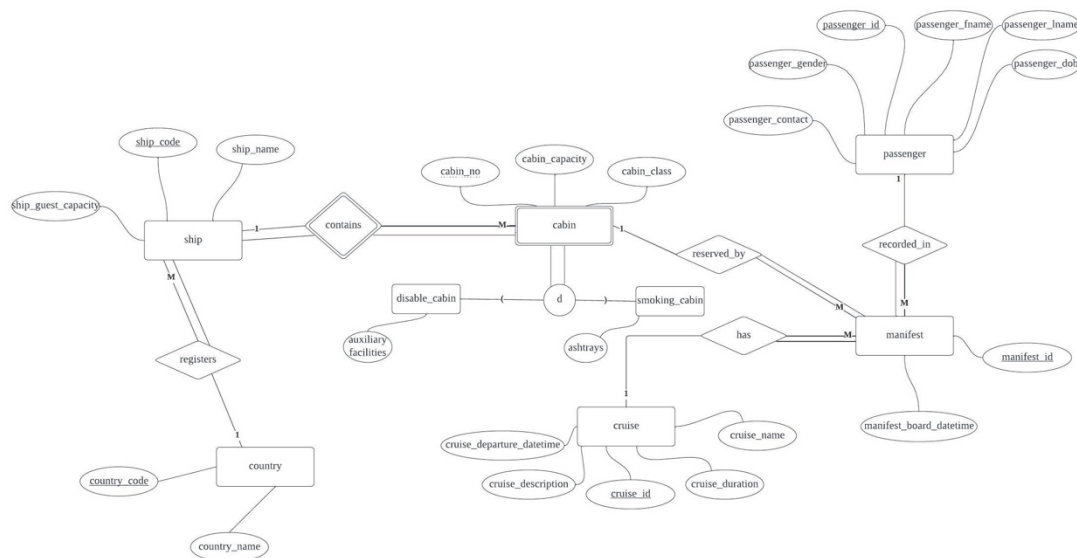 passenger_id
passenger_fname
passenger_lname
passenger_gender
passenger_dob
passenger_contact
passenger
1
ship_code
ship_name
ship_guest_capacity
ship
1
contains
M
cabin_no
cabin_capacity
cabin_class
cabin
1
reserved_by
M
recorded_in
M
manifest
manifest_id
manifest_board_datetime
disable_cabin
(
d
)
smoking_cabin
auxiliary
facilities
ashtrays
has
M
1
M
registers
1
country
country_code
country_name
cruise
cruise_departure_datetime
cruise_name
cruise_description
cruise_id
cruise_duration